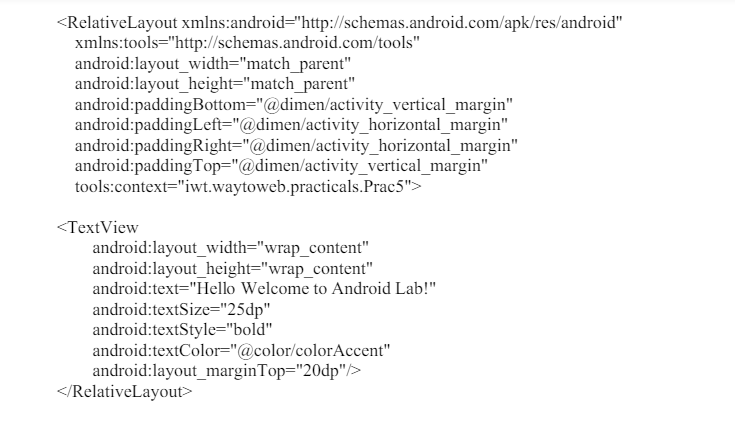 <RelativeLayout xmlns:android="http://schemas.android.com/apk/res/android"
xmlns:tools="http://schemas.android.com/tools"
android:layout_width="match_parent"
android:layout_height="match_parent"
android:paddingBottom="@dimen/activity_vertical_margin"
android:paddingLeft="@dimen/activity_horizontal_margin"
android:paddingRight="@dimen/activity_horizontal_margin"
android:paddingTop="@dimen/activity_vertical_margin"
tools:context="iwt.waytoweb.practicals.Prac5">
<TextView
android:layout_width="wrap_content"
android:layout_height="wrap_content"
android:text="Hello Welcome to Android Lab!"
android:textSize="25dp"
android:textStyle="bold"
android:textColor="@color/colorAccent"
android:layout_marginTop="20dp"/>
</RelativeLayout>